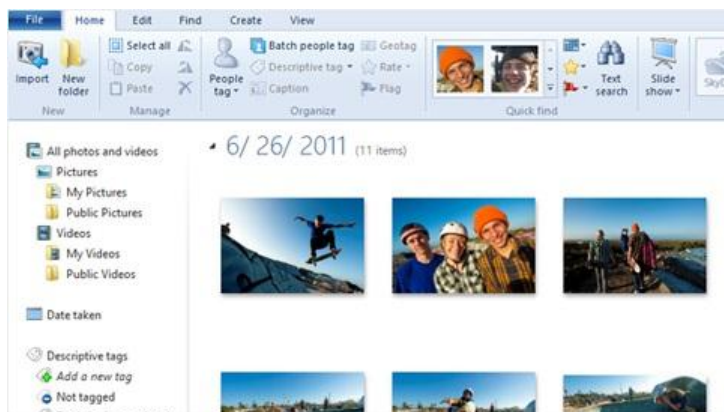 File Home Edit Find Create View
Import
New folder
Select all
Copy
Paste
People tag
Batch people tag
Descriptive tag
Caption
Geotag
Rate
Flag
Text search
Slide show
New Manage Organize Quick find
6/ 26/ 2011 (11 items)
All photos and videos
Pictures
My Pictures
Public Pictures
Videos
My Videos
Public Videos
Date taken
Descriptive tags
Add a new tag
Not tagged